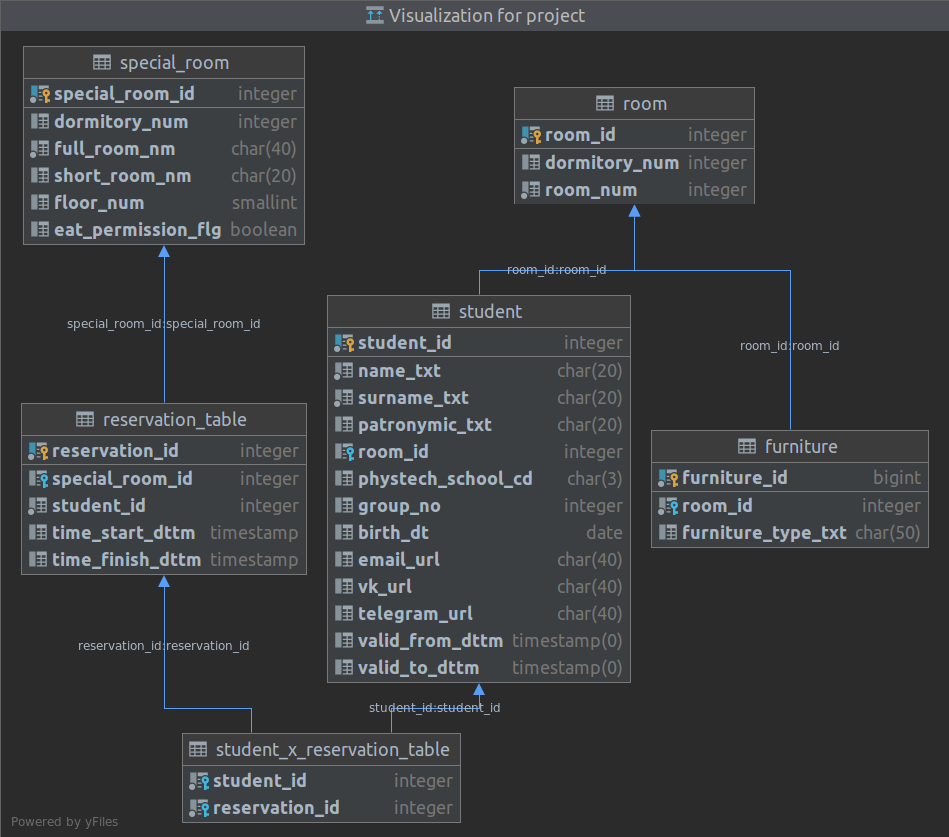 Visualization for project
special_room
special_room_id integer
dormitory_num integer
full_room_nm char(40)
short_room_nm char(20)
floor_num smallint
eat_permission_flg boolean
room
room_id integer
dormitory_num integer
room_num integer
room_id:room_id
special_room_id:special_room_id
room_id:room_id
student
student_id integer
name_txt char(20)
surname_txt char(20)
patronymic_txt char(20)
room_id integer
phystech_school_cd char(3)
group_no integer
birth_dt date
email_url char(40)
vk_url char(40)
telegram_url char(40)
valid_from_dttm timestamp(0)
valid_to_dttm timestamp(0)
reservation_table
reservation_id integer
special_room_id integer
student_id integer
time_start_dttm timestamp
time_finish_dttm timestamp
furniture
furniture_id bigint
room_id integer
furniture_type_txt char(50)
reservation_id:reservation_id
student_id:student_id
student_x_reservation_table
student_id integer
reservation_id integer
Powered by yFiles